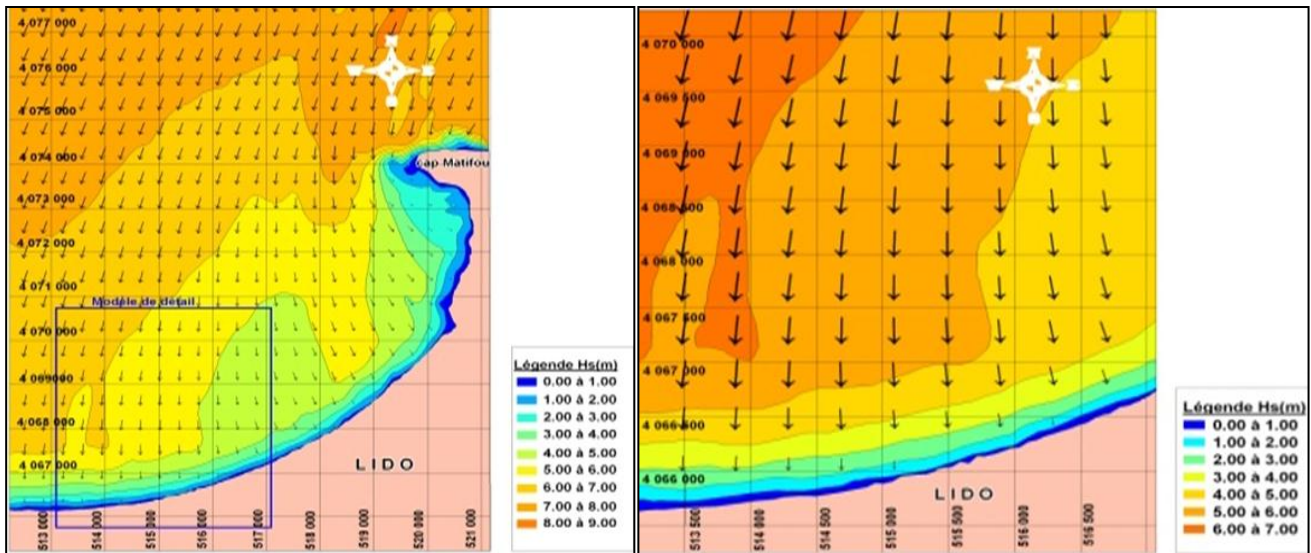 4 077 000
4 076 000
4 075 000
4 074 000
Cap Matifou
4 073 000
4 072 000
4 071 000
Modèle de détail
4 070 000
4 069 000
4 068 000
4 067 000
LIDO
513 000
514 000
515 000
516 000
517 000
518 000
519 000
520 000
521 000
Légende Hs(m)
0.00 à 1.00
1.00 à 2.00
2.00 à 3.00
3.00 à 4.00
4.00 à 5.00
5.00 à 6.00
6.00 à 7.00
7.00 à 8.00
8.00 à 9.00
4 070 000
4 069 500
4 069 000
4 068 500
4 068 000
4 067 500
4 067 000
4 066 500
4 066 000
LIDO
513 500
514 000
514 500
515 000
515 500
516 000
516 500
Légende Hs(m)
0.00 à 1.00
1.00 à 2.00
2.00 à 3.00
3.00 à 4.00
4.00 à 5.00
5.00 à 6.00
6.00 à 7.00